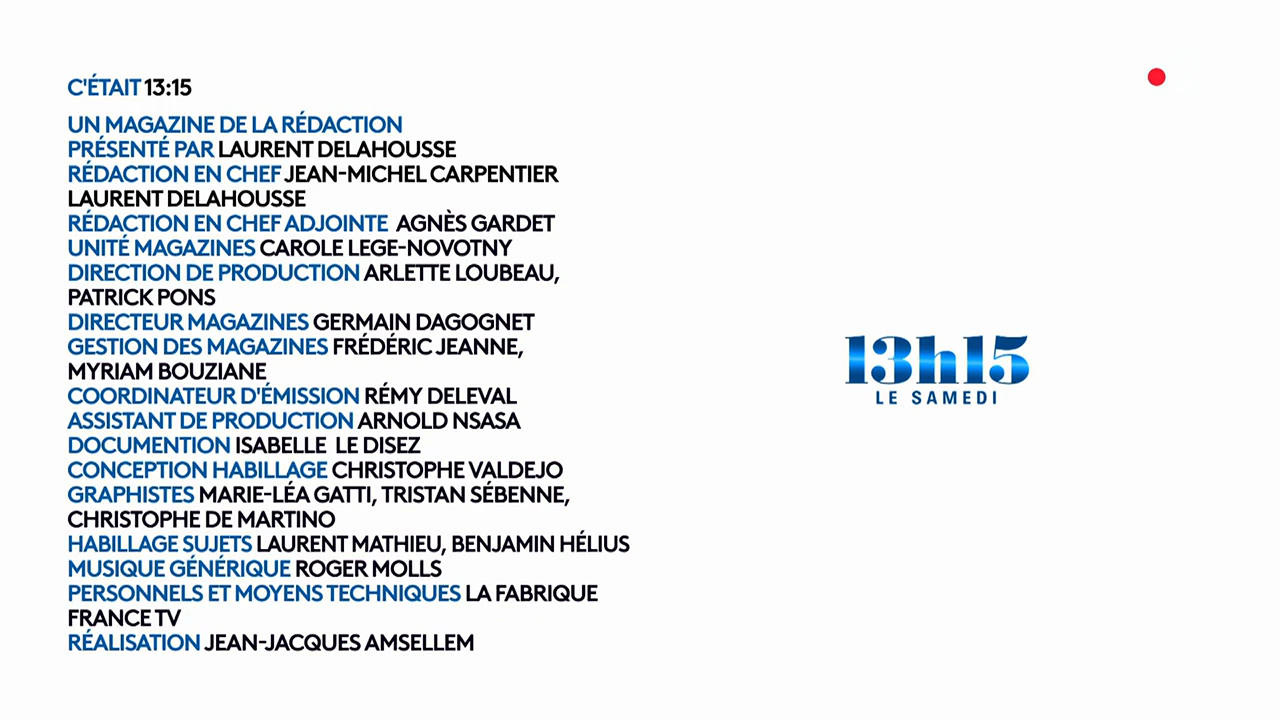 C'ÉTAIT 13:15
UN MAGAZINE DE LA RÉDACTION
PRÉSENTÉ PAR LAURENT DELAHOUSSE
RÉDACTION EN CHEF JEAN-MICHEL CARPENTIER
LAURENT DELAHOUSSE
RÉDACTION EN CHEF ADJOINTE AGNÈS GARDET
UNITÉ MAGAZINES CAROLE LEGE-NOVOTNY
DIRECTION DE PRODUCTION ARLETTE LOUBEAU,
PATRICK PONS
DIRECTEUR MAGAZINES GERMAIN DAGOGNET
GESTION DES MAGAZINES FRÉDÉRIC JEANNE,
MYRIAM BOUZIANE
COORDINATEUR D'ÉMISSION RÉMY DELEVAL
ASSISTANT DE PRODUCTION ARNOLD NSASA
DOCUMENTION ISABELLE LE DISEZ
CONCEPTION HABILLAGE CHRISTOPHE VALDEJO
GRAPHISTES MARIE-LÉA GATTI, TRISTAN SÉBENNE,
CHRISTOPHE DE MARTINO
HABILLAGE SUJETS LAURENT MATHIEU, BENJAMIN HÉLIUS
MUSIQUE GÉNÉRIQUE ROGER MOLLS
PERSONNELS ET MOYENS TECHNIQUES LA FABRIQUE
FRANCE TV
RÉALISATION JEAN-JACQUES AMSELLEM
13h15
LE SAMEDI